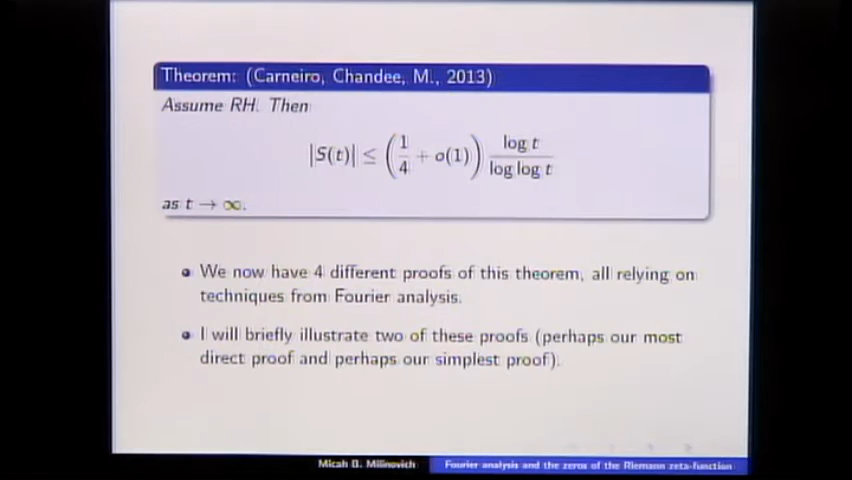 Theorem: (Carneiro, Chandee, M., 2013)
Assume RH. Then
|S(t)| ≤ (1/4 + o(1)) log t / log log t
as t → ∞.
We now have 4 different proofs of this theorem, all relying on
techniques from Fourier analysis.
I will briefly illustrate two of these proofs (perhaps our most
direct proof and perhaps our simplest proof).
Micah B. Milinovich Fourier analysis and the zeros of the Riemann zeta-function